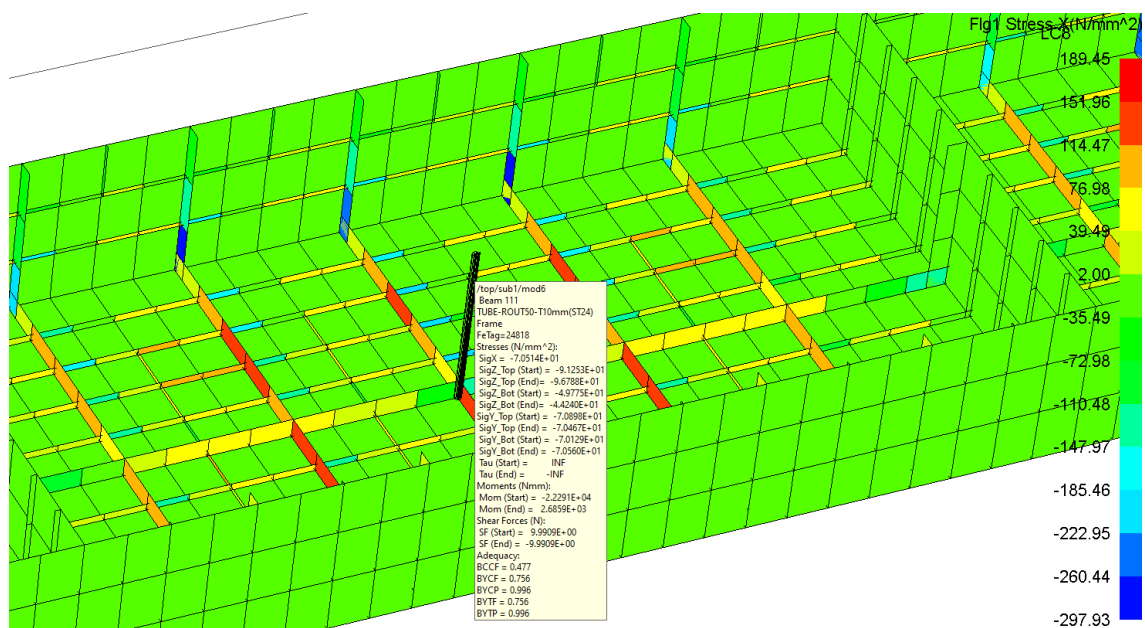 Flg1 Stress X(N/mm^2)
LC8
189.45
151.96
114.47
76.98
39.49
2.00
-35.49
-72.98
-110.48
-147.97
-185.46
-222.95
-260.44
-297.93
/top/sub1/mod6
Beam 111
TUBE-ROUT50-T10mm(ST24)
Frame
FeTag=24818
Stresses (N/mm^2):
SigX = -7.0514E+01
SigZ_Top (Start) = -9.1253E+01
SigZ_Top (End)= -9.6788E+01
SigZ_Bot (Start) = -4.9775E+01
SigZ_Bot (End)= -4.4240E+01
SigY_Top (Start) = -7.0898E+01
SigY_Top (End) = -7.0467E+01
SigY_Bot (Start) = -7.0129E+01
SigY_Bot (End) = -7.0560E+01
Tau (Start) = INF
Tau (End) = -INF
Moments (Nmm):
Mom (Start) = -2.2291E+04
Mom (End) = 2.6859E+03
Shear Forces (N):
SF (Start) = 9.9909E+00
SF (End) = -9.9909E+00
Adequacy:
BCCF = 0.477
BYCF = 0.756
BYCP = 0.996
BYTF = 0.756
BYTP = 0.996